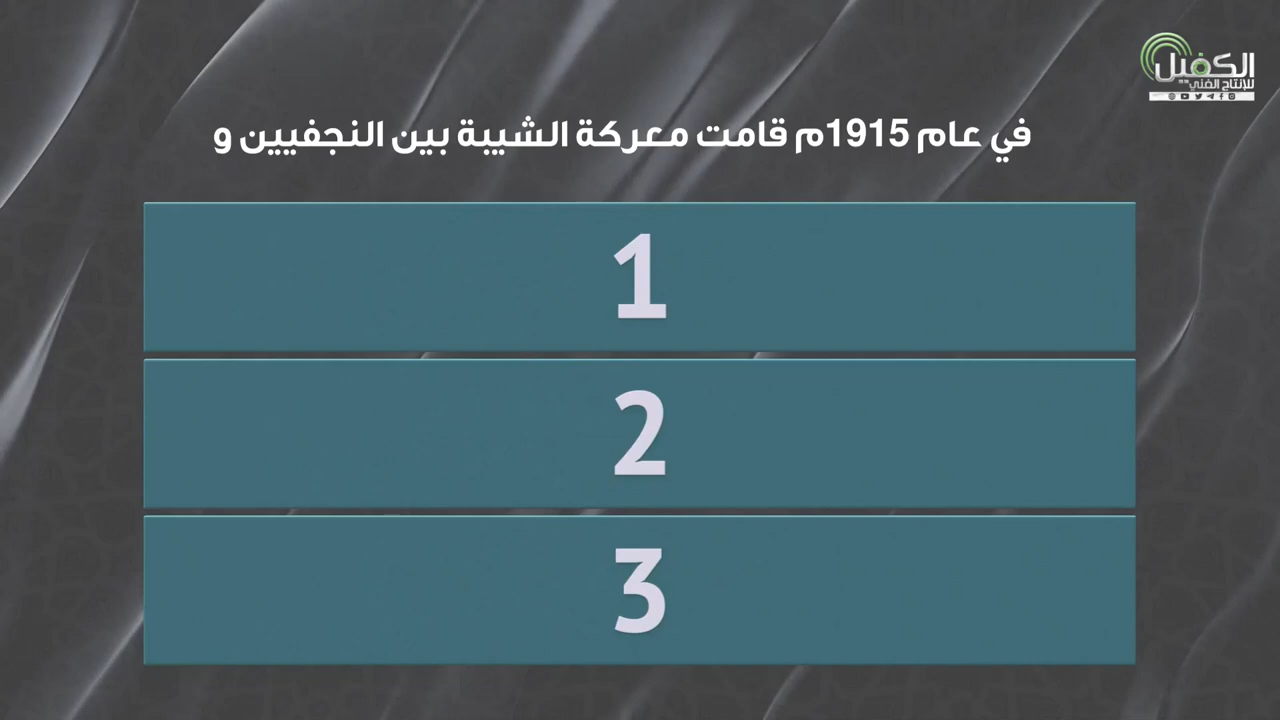 الكفيل
للإنتاج الفني
في عام 1915م قامت معركة الشيبة بين النجفيين و
1
2
3